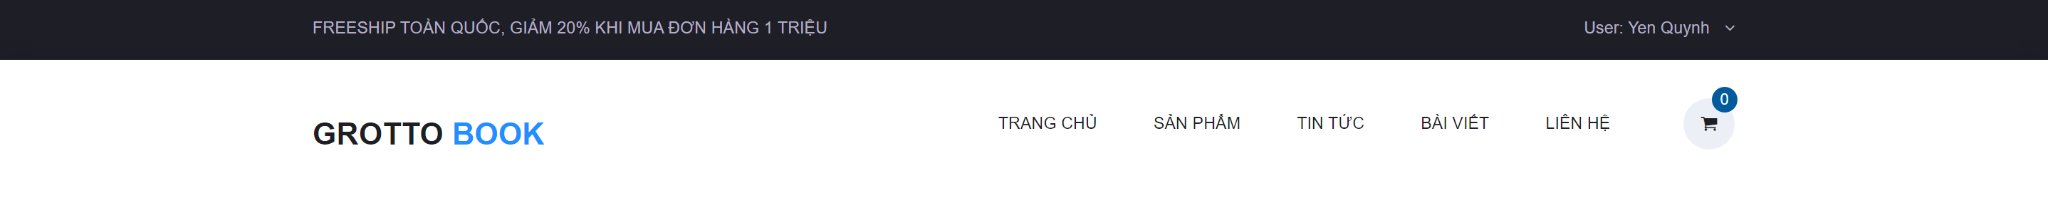 FREESHIP TOÀN QUỐC, GIẢM 20% KHI MUA ĐƠN HÀNG 1 TRIỆU
User: Yen Quynh
0
GROTTO BOOK
TRANG CHỦ
SẢN PHẨM
TIN TỨC
BÀI VIẾT
LIÊN HỆ